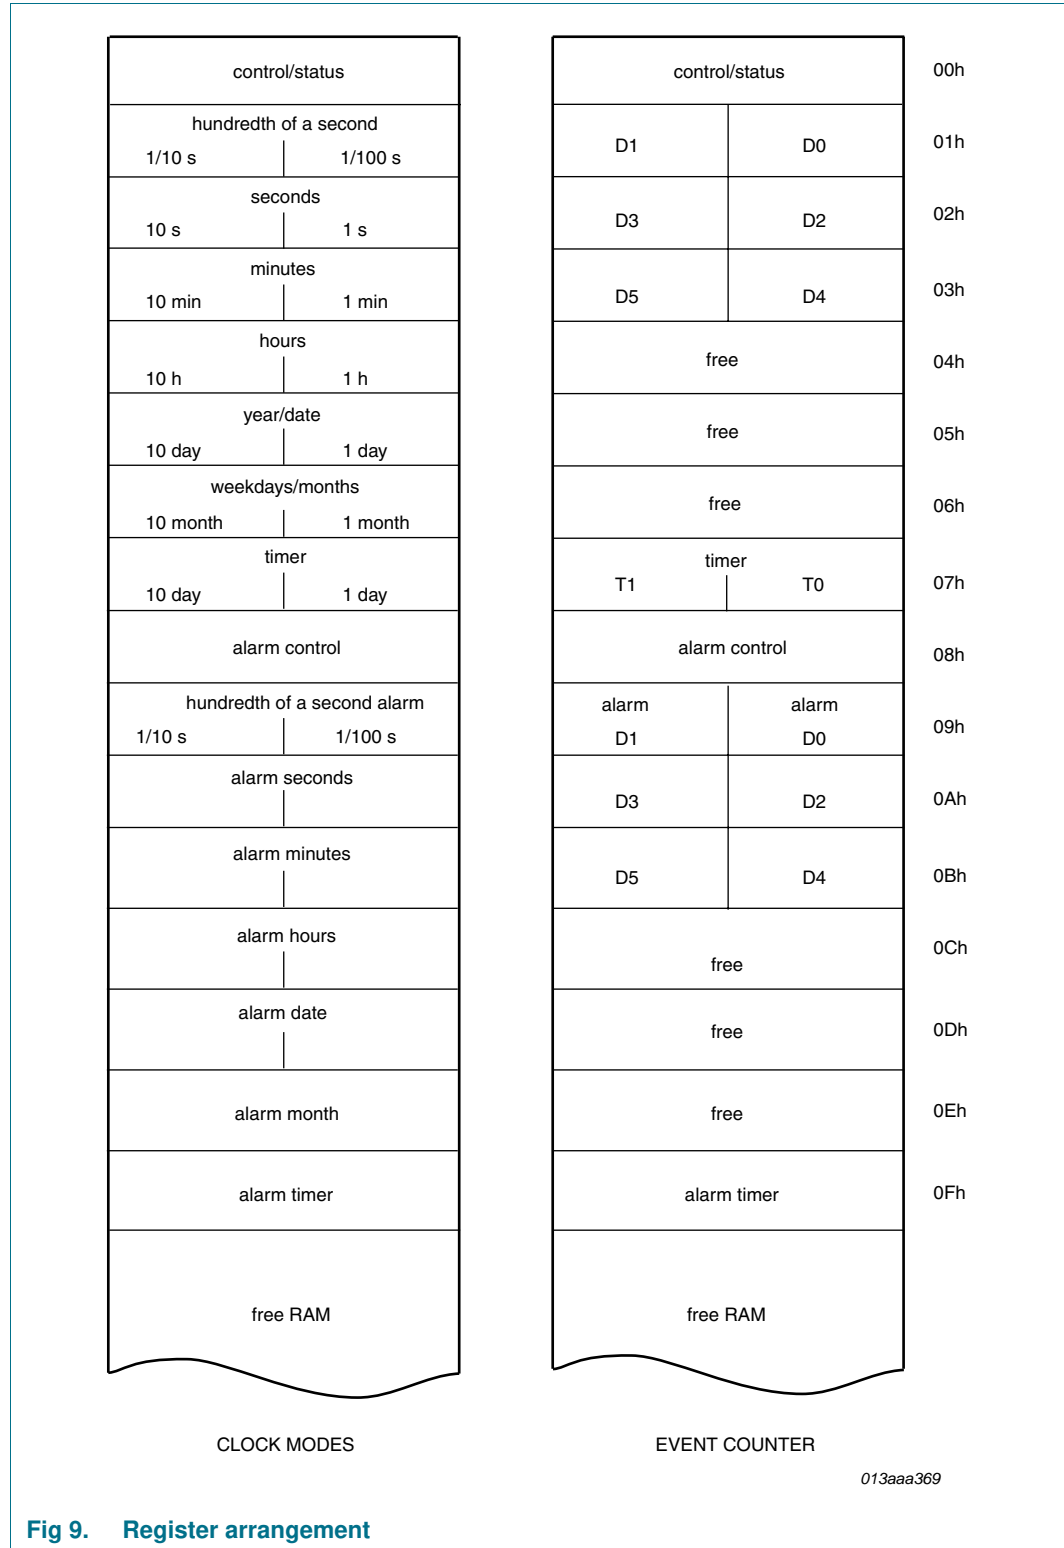 control/status control/status 00h
hundredth of a second
1/10 s 1/100 s D1 D0 01h
seconds
10 s 1 s D3 D2 02h
minutes
10 min 1 min D5 D4 03h
hours
10 h 1 h free 04h
year/date
10 day 1 day free 05h
weekdays/months
10 month 1 month free 06h
timer timer
10 day 1 day T1 T0 07h
alarm control alarm control 08h
hundredth of a second alarm alarm alarm
1/10 s 1/100 s D1 D0 09h
alarm seconds D3 D2 0Ah
alarm minutes D5 D4 0Bh
alarm hours free 0Ch
alarm date free 0Dh
alarm month free 0Eh
alarm timer alarm timer 0Fh
free RAM free RAM
CLOCK MODES EVENT COUNTER
013aaa369
Fig 9. Register arrangement